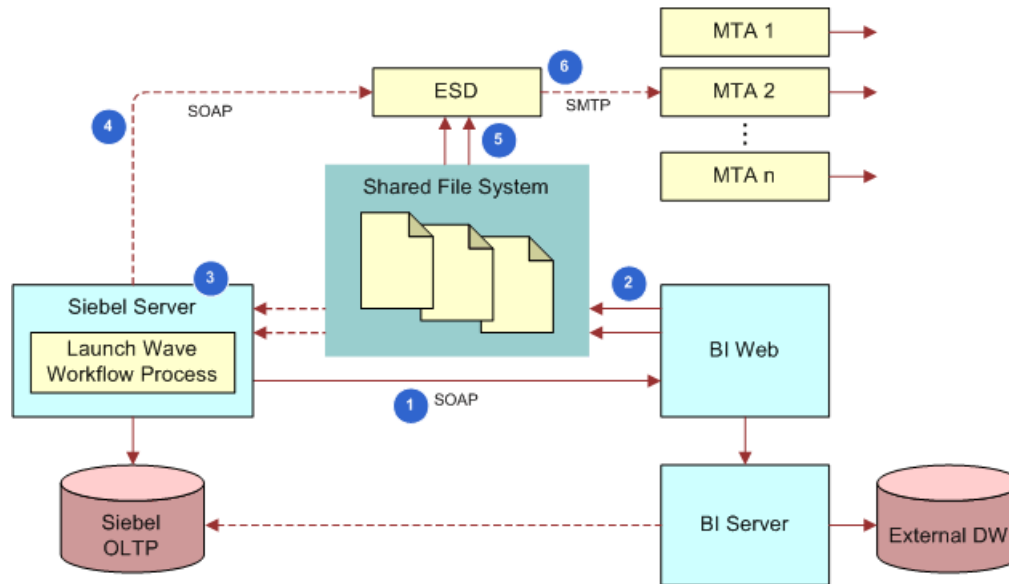 MTA 1
6
ESD
MTA 2
SOAP
SMTP
4
5
⋮
MTA n
Shared File System
3
2
Siebel Server
Launch Wave
Workflow Process
BI Web
1
SOAP
Siebel
OLTP
BI Server
External DW